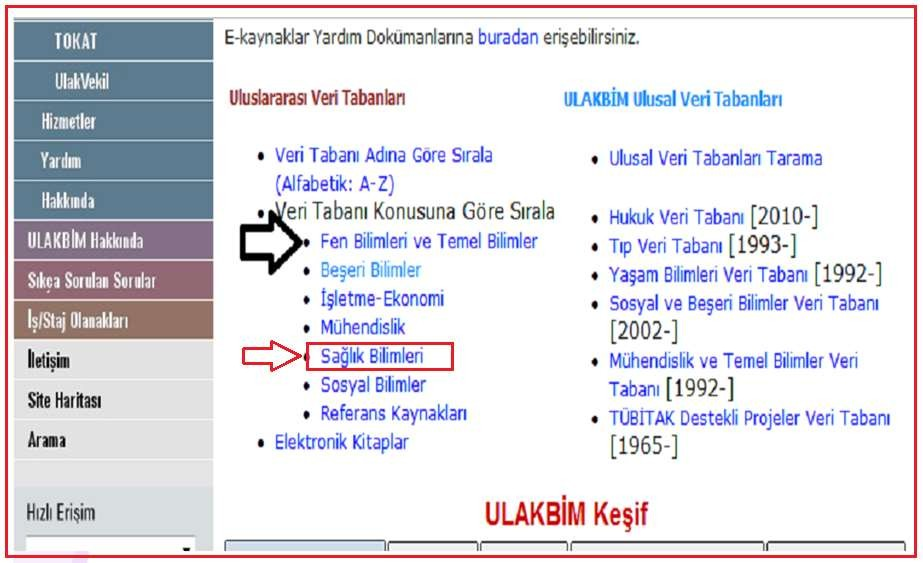 TOKAT
UlakVekil
Hizmetler
Yardım
Hakkında
ULAKBİM Hakkında
Sıkça Sorulan Sorular
İş/Staj Olanakları
İletişim
Site Haritası
Arama
Hızlı Erişim
E-kaynaklar Yardım Dokümanlarına buradan erişebilirsiniz.
Uluslararası Veri Tabanları
• Veri Tabanı Adına Göre Sırala
(Alfabetik: A-Z)
• Veri Tabanı Konusuna Göre Sırala
• Fen Bilimleri ve Temel Bilimler
• Beşeri Bilimler
• İşletme-Ekonomi
• Mühendislik
• Sağlık Bilimleri
• Sosyal Bilimler
• Referans Kaynakları
• Elektronik Kitaplar
ULAKBİM Ulusal Veri Tabanları
• Ulusal Veri Tabanları Tarama
• Hukuk Veri Tabanı [2010-]
• Tıp Veri Tabanı [1993-]
• Yaşam Bilimleri Veri Tabanı [1992-]
• Sosyal ve Beşeri Bilimler Veri Tabanı
[2002-]
• Mühendislik ve Temel Bilimler Veri
Tabanı [1992-]
• TÜBİTAK Destekli Projeler Veri Tabanı
[1965-]
ULAKBİM Keşif